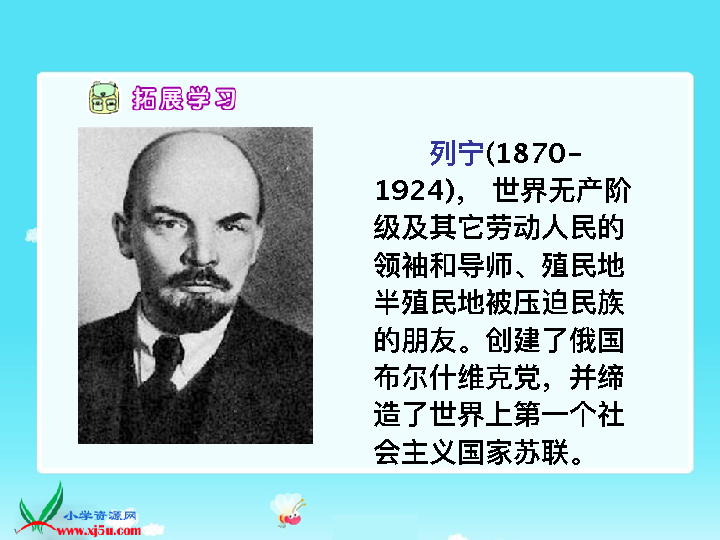 拓展学习
列宁(1870-
1924)， 世界无产阶
级及其它劳动人民的
领袖和导师、殖民地
半殖民地被压迫民族
的朋友。创建了俄国
布尔什维克党，并缔
造了世界上第一个社
会主义国家苏联。
小学资源网
www.xj5u.com